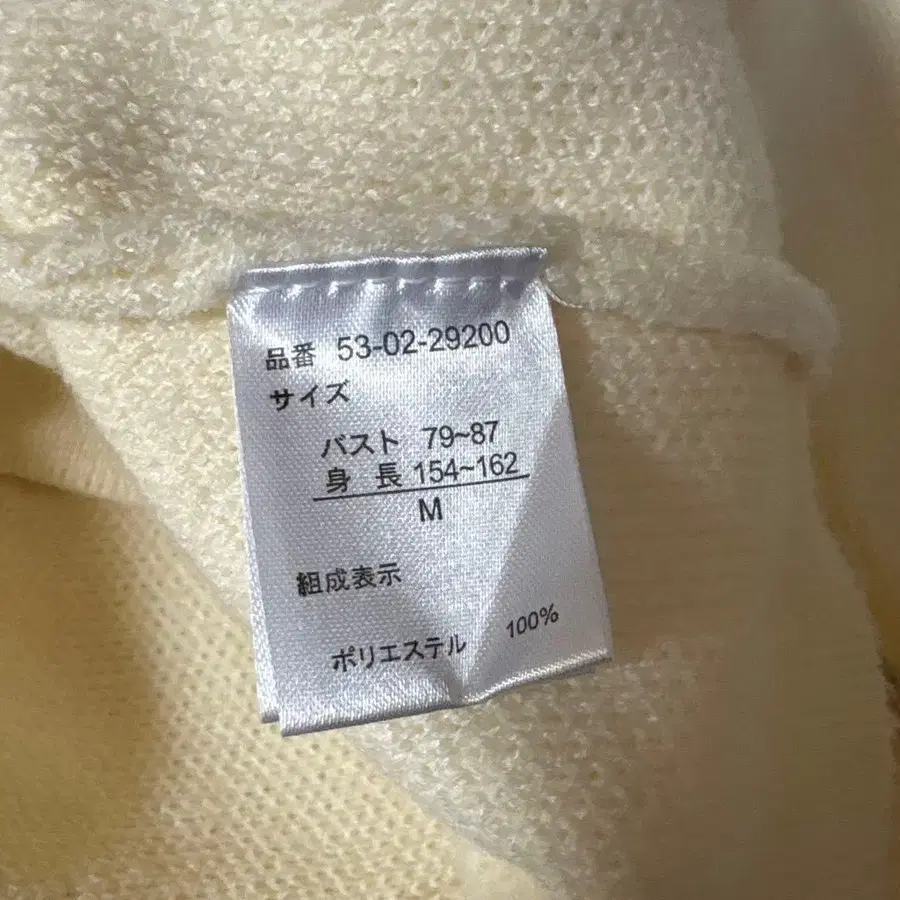 品番 53-02-29200
サイズ
バスト 79~87
身 長 154~162
M
組成表示
ポリエステル 100%